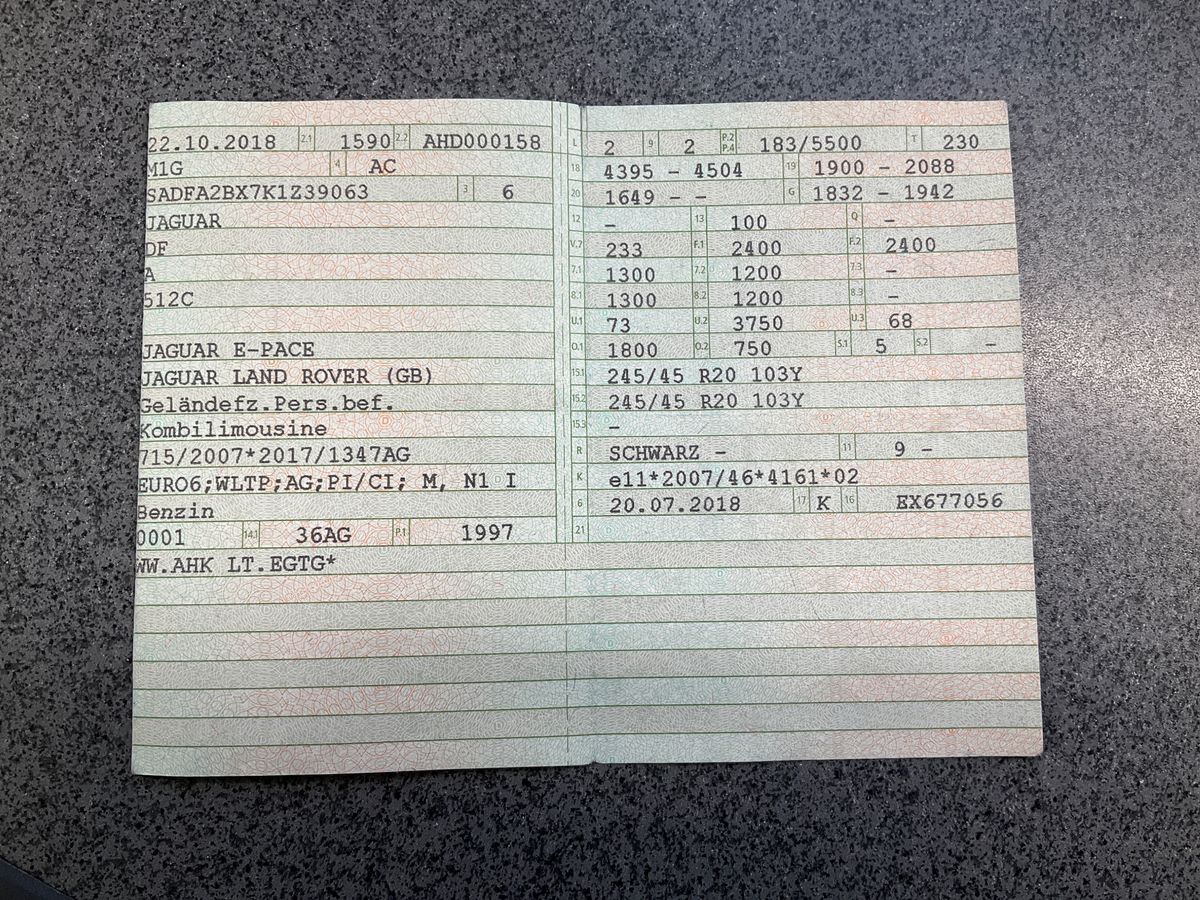 22.10.2018 2.1 1590 2.2 AHD000158
M1G 4 AC
SADFA2BX7K1Z39063 3 6
JAGUAR
DF
A
512C
JAGUAR E-PACE
JAGUAR LAND ROVER (GB)
Geländefz.Pers.bef.
Kombilimousine
715/2007*2017/1347AG
EURO6;WLTP;AG;PI/CI; M, N1 I
Benzin
0001 14.1 36AG P.1 1997
WW.AHK LT.EGTG*
L 2 9 2 P.2 P.4 183/5500 T 230
18 4395 - 4504 19 1900 - 2088
20 1649 - - G 1832 - 1942
12 - 13 100 Q -
V.7 233 F.1 2400 F.2 2400
7.1 1300 7.2 1200 7.3 -
8.1 1300 8.2 1200 8.3 -
U.1 73 U.2 3750 U.3 68
O.1 1800 O.2 750 S.1 5 S.2 -
15.1 245/45 R20 103Y
15.2 245/45 R20 103Y
15.3 -
R SCHWARZ - 11 9 -
K e11*2007/46*4161*02
6 20.07.2018 17 K 16 EX677056
21